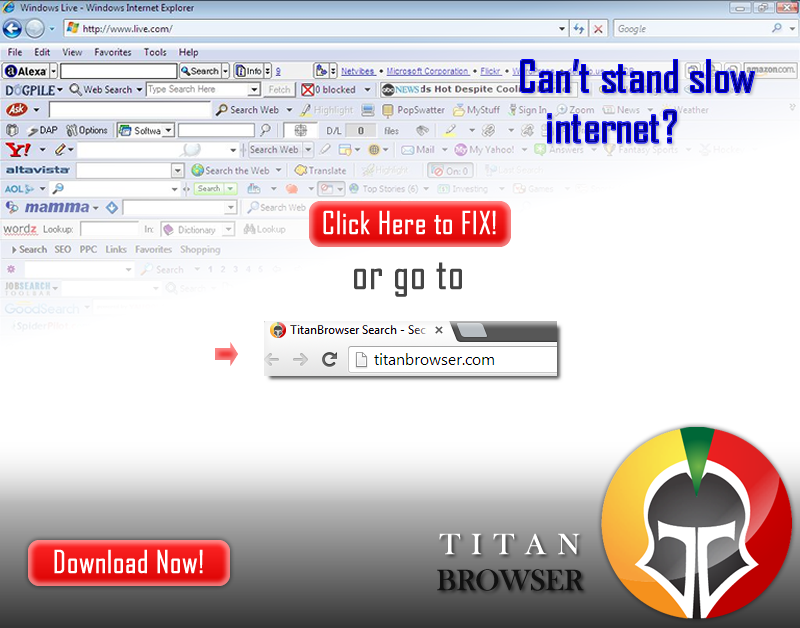 Windows Live - Windows Internet Explorer
http://www.live.com/
Google
File Edit View Favorites Tools Help
Alexa Search Info 9 Netvibes Microsoft Corporation Flickr amazon.com
Can't stand slow
internet?
DOGPILE Web Search Type Search Here Fetch 0 blocked abc NEWS ds Hot Despite Cool
Ask Search Web Highlight PopSwatter MyStuff Sign In Zoom News Weather
DAP Options Softwa D/L 0 files
Y! Search Web Mail My Yahoo! Answers Fantasy Sports
altavista Search the Web Translate Highlight On: 0 Last Search
AOL Search Top Stories (6) Investing Games
mamma Search Web
wordz Lookup: In: Dictionary Lookup
Search SEO PPC Links Favorites Shopping
Search 1 2 3 4 5 6
JOBSEARCH
TOOLBAR
GoodSearch
Click Here to FIX!
or go to
TitanBrowser Search - Sec
titanbrowser.com
TITAN
BROWSER
Download Now!